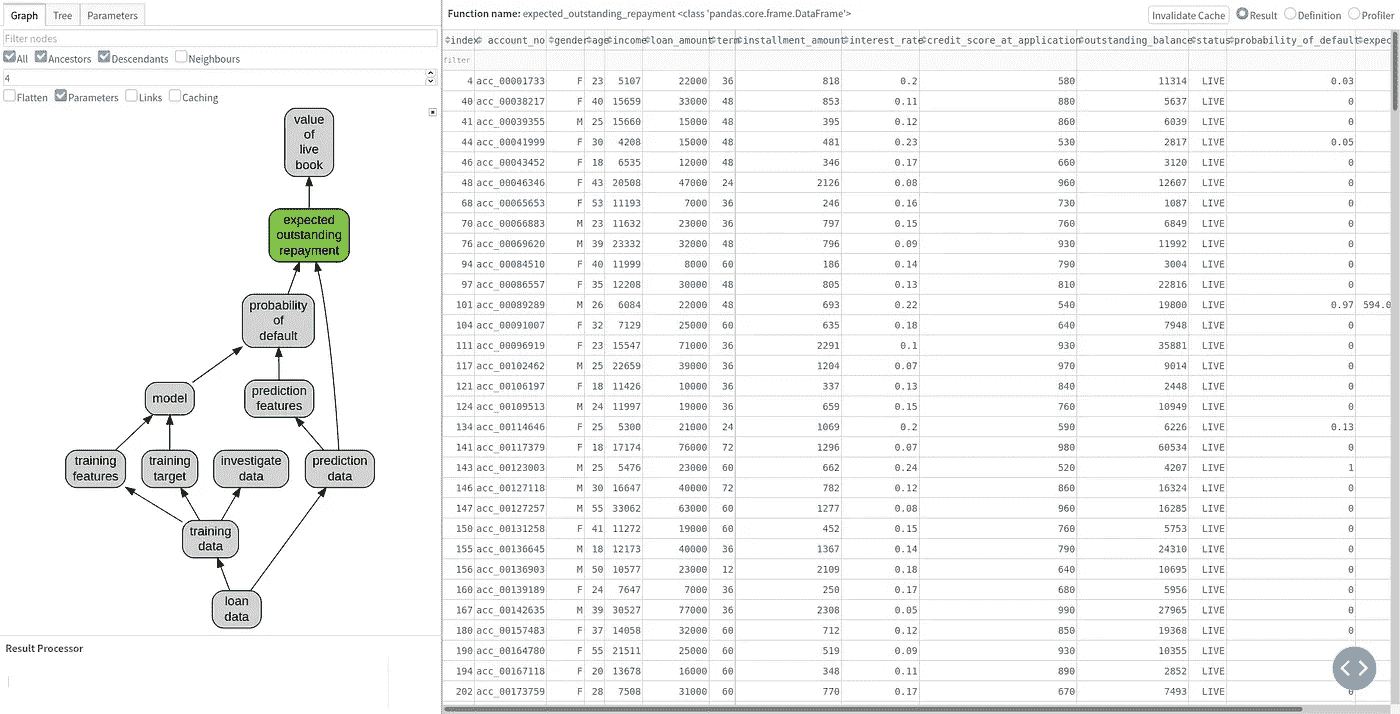 Graph Tree Parameters
Filter nodes
All Ancestors Descendants Neighbours
4
Flatten Parameters Links Caching
value
of
live
book
expected
outstanding
repayment
probability
of
default
model
prediction
features
training
features
training
target
investigate
data
prediction
data
training
data
loan
data
Result Processor
Function name: expected_outstanding_repayment <class 'pandas.core.frame.DataFrame'>
Invalidate Cache Result Definition Profiler
index account_no gender age income loan_amount term installment_amount interest_rate credit_score_at_application outstanding_balance status probability_of_default expec
filter
4 acc_00001733 F 23 5107 22000 36 818 0.2 580 11314 LIVE 0.03
40 acc_00038217 F 40 15659 33000 48 853 0.11 880 5637 LIVE 0
41 acc_00039355 M 25 15660 15000 48 395 0.12 860 6039 LIVE 0
44 acc_00041999 F 30 4208 15000 48 481 0.23 530 2817 LIVE 0.05
46 acc_00043452 F 18 6535 12000 48 346 0.17 660 3120 LIVE 0
48 acc_00046346 F 43 20508 47000 24 2126 0.08 960 12607 LIVE 0
68 acc_00065653 F 53 11193 7000 36 246 0.16 730 1087 LIVE 0
70 acc_00066883 M 23 11632 23000 36 797 0.15 760 6849 LIVE 0
76 acc_00069620 M 39 23332 32000 48 796 0.09 930 11992 LIVE 0
94 acc_00084510 F 40 11999 8000 60 186 0.14 790 3004 LIVE 0
97 acc_00086557 F 35 12208 30000 48 805 0.13 810 22816 LIVE 0
101 acc_00089289 M 26 6084 22000 48 693 0.22 540 19800 LIVE 0.97 594.0
104 acc_00091007 F 32 7129 25000 60 635 0.18 640 7948 LIVE 0
111 acc_00096919 F 23 15547 71000 36 2291 0.1 930 35881 LIVE 0
117 acc_00102462 M 25 22659 39000 36 1204 0.07 970 9014 LIVE 0
121 acc_00106197 F 18 11426 10000 36 337 0.13 840 2448 LIVE 0
124 acc_00109513 M 24 11997 19000 36 659 0.15 760 10949 LIVE 0
134 acc_00114646 F 25 5300 21000 24 1069 0.2 590 6226 LIVE 0.13
141 acc_00117379 F 18 17174 76000 72 1296 0.07 980 60534 LIVE 0
143 acc_00123003 M 25 5476 23000 60 662 0.24 520 4207 LIVE 1
146 acc_00127118 M 30 16647 40000 72 782 0.12 860 16324 LIVE 0
147 acc_00127257 M 55 33062 63000 60 1277 0.08 960 16285 LIVE 0
150 acc_00131258 F 41 11272 19000 60 452 0.15 760 5753 LIVE 0
155 acc_00136645 M 18 12173 40000 36 1367 0.14 790 24310 LIVE 0
156 acc_00136903 M 50 10577 23000 12 2109 0.18 640 10695 LIVE 0
160 acc_00139189 F 24 7647 7000 36 250 0.17 680 5956 LIVE 0
167 acc_00142635 M 39 30527 77000 36 2308 0.05 990 27965 LIVE 0
180 acc_00157483 F 37 14058 32000 60 712 0.12 850 19368 LIVE 0
190 acc_00164780 F 55 21511 25000 60 519 0.09 930 10355 LIVE 0
194 acc_00167118 F 20 13678 16000 60 348 0.11 890 2852 LIVE 0
202 acc_00173759 F 28 7508 31000 60 770 0.17 670 7493 LIVE 0